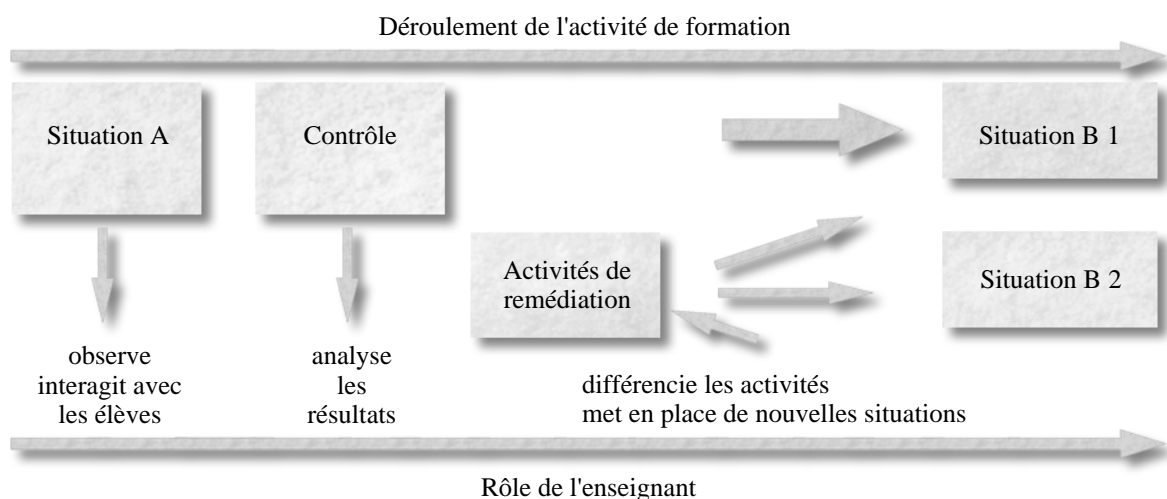 Déroulement de l'activité de formation
Situation A
Contrôle
Situation B 1
Activités de
remédiation
Situation B 2
observe
interagit avec
les élèves
analyse
les
résultats
différencie les activités
met en place de nouvelles situations
Rôle de l'enseignant